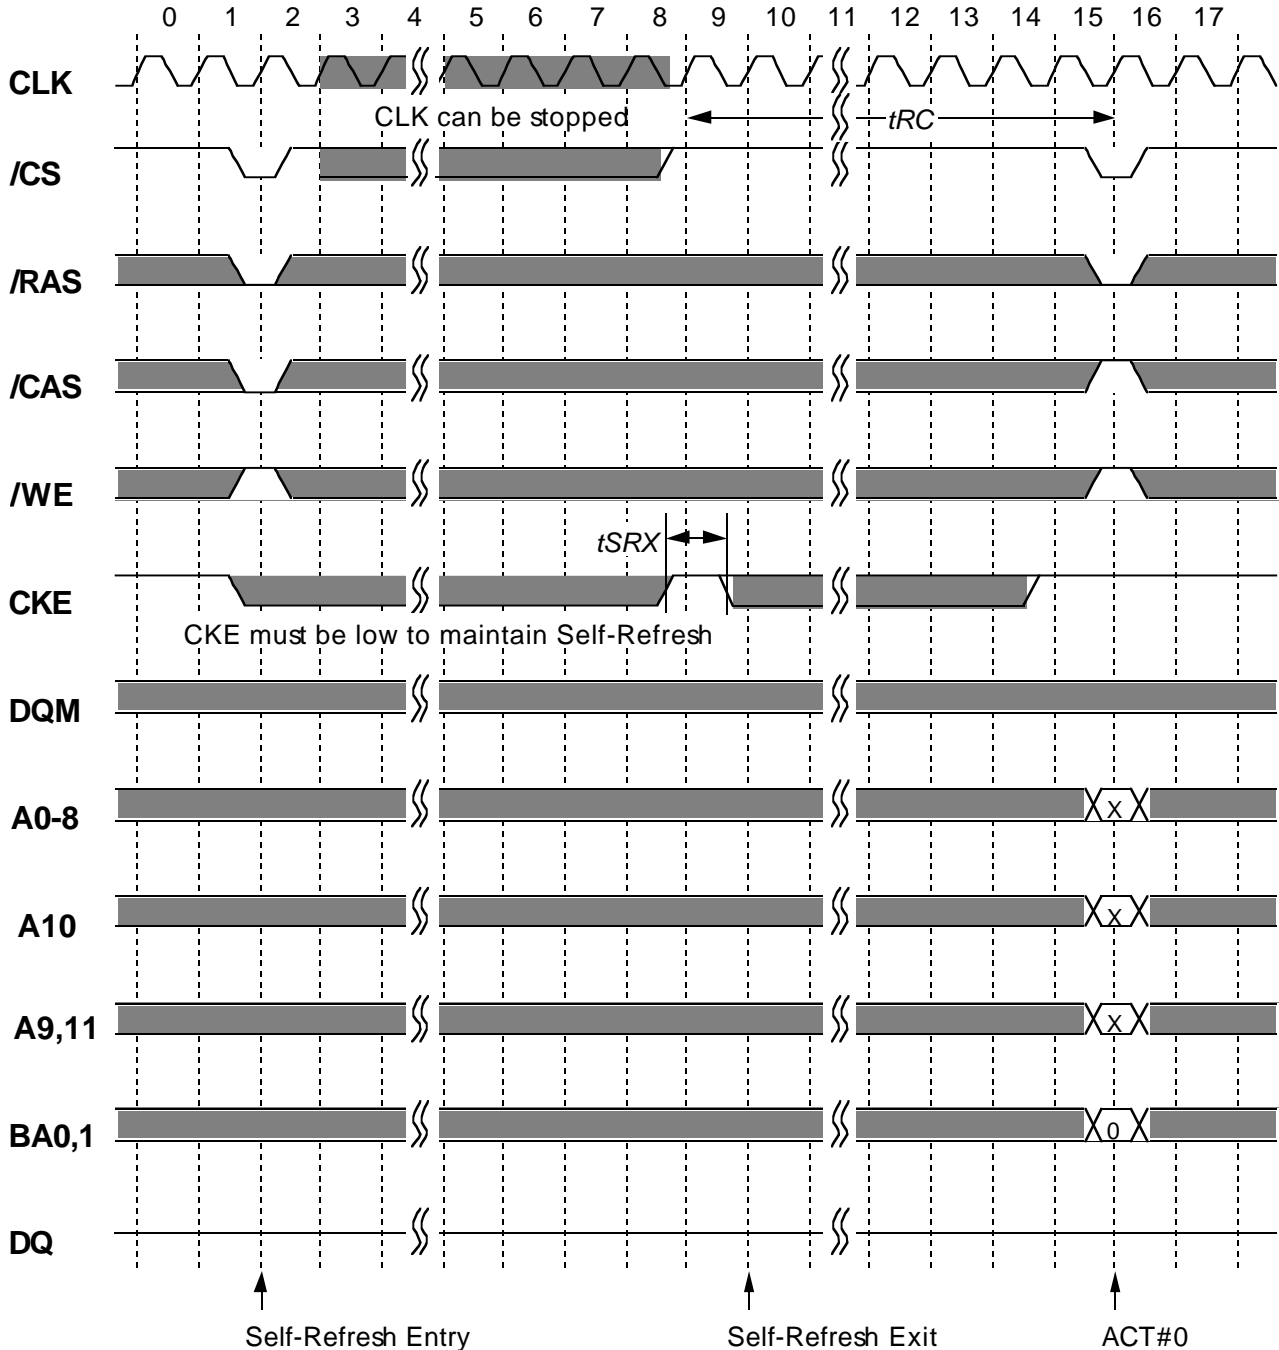 0 1 2 3 4 5 6 7 8 9 10 11 12 13 14 15 16 17
CLK
CLK can be stopped
tRC
/CS
/RAS
/CAS
/WE
tSRX
CKE
CKE must be low to maintain Self-Refresh
DQM
A0-8
X
A10
X
A9,11
X
BA0,1
0
DQ
Self-Refresh Entry
Self-Refresh Exit
ACT#0